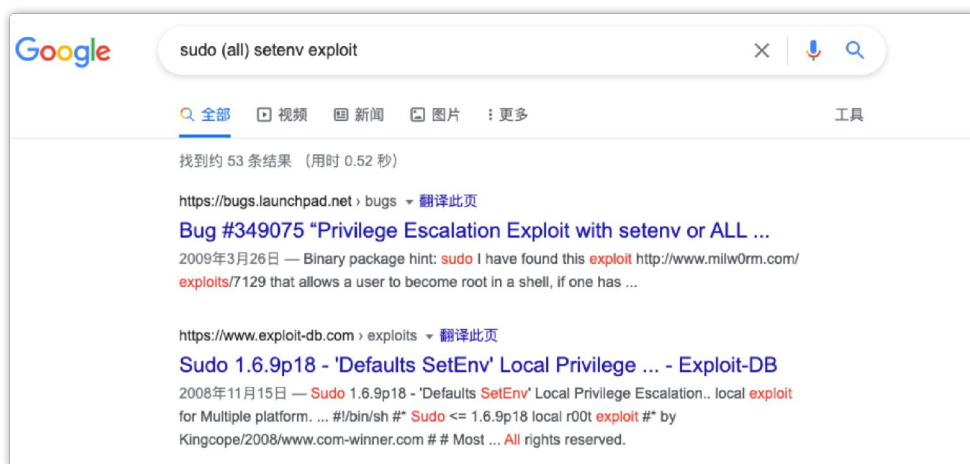 Google
sudo (all) setenv exploit
全部 视频 新闻 图片 更多 工具
找到约 53 条结果 (用时 0.52 秒)
https://bugs.launchpad.net › bugs 翻译此页
Bug #349075 “Privilege Escalation Exploit with setenv or ALL ...
2009年3月26日 — Binary package hint: sudo I have found this exploit http://www.milw0rm.com/
exploits/7129 that allows a user to become root in a shell, if one has ...
https://www.exploit-db.com › exploits 翻译此页
Sudo 1.6.9p18 - 'Defaults SetEnv' Local Privilege ... - Exploit-DB
2008年11月15日 — Sudo 1.6.9p18 - 'Defaults SetEnv' Local Privilege Escalation.. local exploit
for Multiple platform. ... #!/bin/sh #* Sudo <= 1.6.9p18 local r00t exploit #* by
Kingcope/2008/www.com-winner.com # # Most ... All rights reserved.